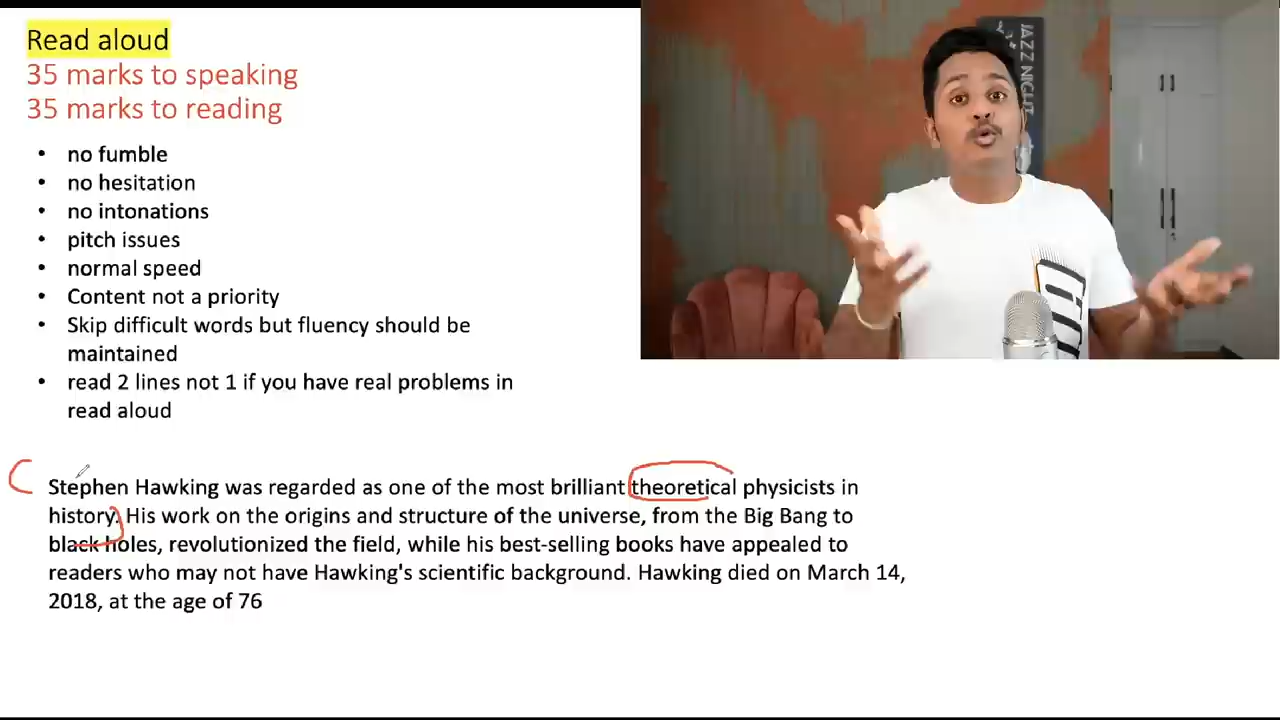 Read aloud
35 marks to speaking
35 marks to reading
• no fumble
• no hesitation
• no intonations
• pitch issues
• normal speed
• Content not a priority
• Skip difficult words but fluency should be
maintained
• read 2 lines not 1 if you have real problems in
read aloud
JAZZ NIGHT
Stephen Hawking was regarded as one of the most brilliant theoretical physicists in
history. His work on the origins and structure of the universe, from the Big Bang to
black holes, revolutionized the field, while his best-selling books have appealed to
readers who may not have Hawking's scientific background. Hawking died on March 14,
2018, at the age of 76